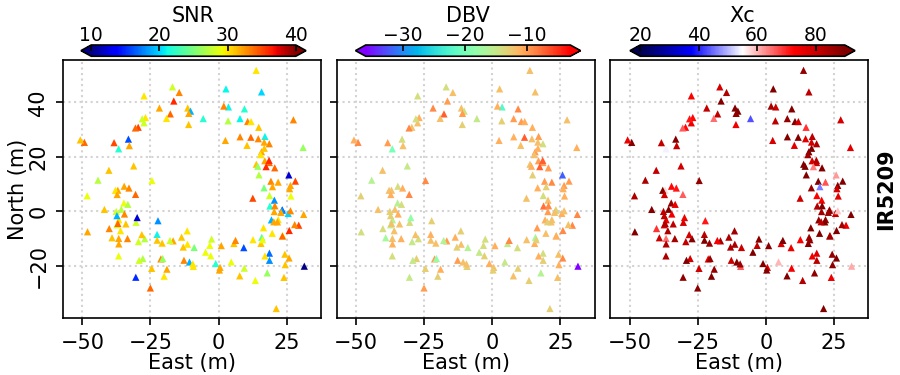 SNR DBV Xc
10 20 30 40 −30 −20 −10 20 40 60 80
40
20
0
−20
North (m)
IR5209
−50 −25 0 25 −50 −25 0 25 −50 −25 0 25
East (m) East (m) East (m)